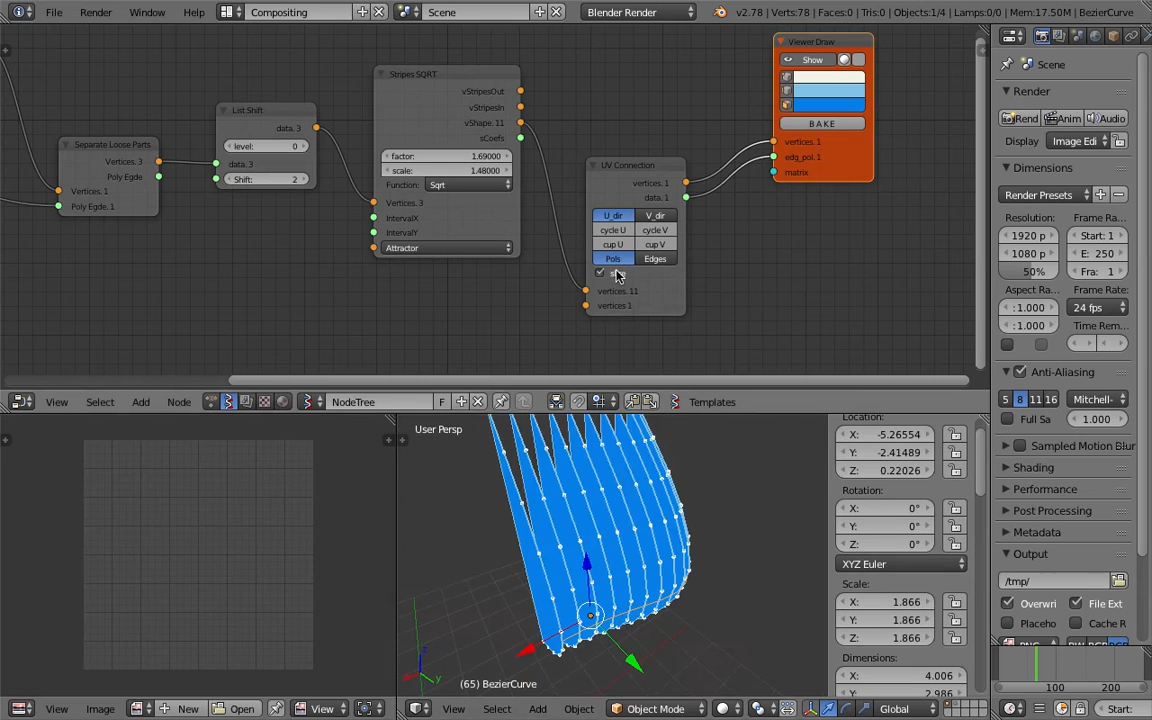 File Render Window Help Compositing Scene Blender Render v2.78 | Verts:78 | Faces:0 | Tris:0 | Objects:1/4 | Lamps:0/0 | Mem:17.50M | BezierCurve
Separate Loose Parts
Vertices. 3
Poly Egde
Vertices. 1
Poly Egde. 1
List Shift
data. 3
level: 0
data. 3
Shift: 2
Stripes SQRT
vStripesOut
vStripesIn
vShape. 11
sCoefs
factor: 1.69000
scale: 1.48000
Function: Sqrt
Vertices. 3
IntervalX
IntervalY
Attractor
UV Connection
vertices. 1
data. 1
U_dir V_dir
cycle U cycle V
cup U cup V
Pols Edges
vertices. 11
vertices 1
Viewer Draw
Show
B A K E
vertices. 1
edg_pol. 1
matrix
View Select Add Node NodeTree F Templates
User Persp
(65) BezierCurve
View Image New Open View
View Select Add Object Object Mode Global
Location:
X: -5.26554
Y: -2.41489
Z: 0.22026
Rotation:
X: 0°
Y: 0°
Z: 0°
XYZ Euler
Scale:
X: 1.866
Y: 1.866
Z: 1.866
Dimensions:
X: 4.006
Y: 2.986
Scene
Render
Rend Anim Audio
Display Image Edi
Dimensions
Render Presets
Resolution: Frame Ra...
1920 p Start: 1
1080 p E: 250
50% Fra: 1
Aspect Ra... Frame Rate:
:1.000 24 fps
:1.000 Time Rem...
Anti-Aliasing
5 8 11 16 Mitchell-
Full Sa 1.000
Sampled Motion Blur
Shading
Performance
Post Processing
Metadata
Output
/tmp/
Overwri File Ext
Placeho Cache R
100 200
Start: